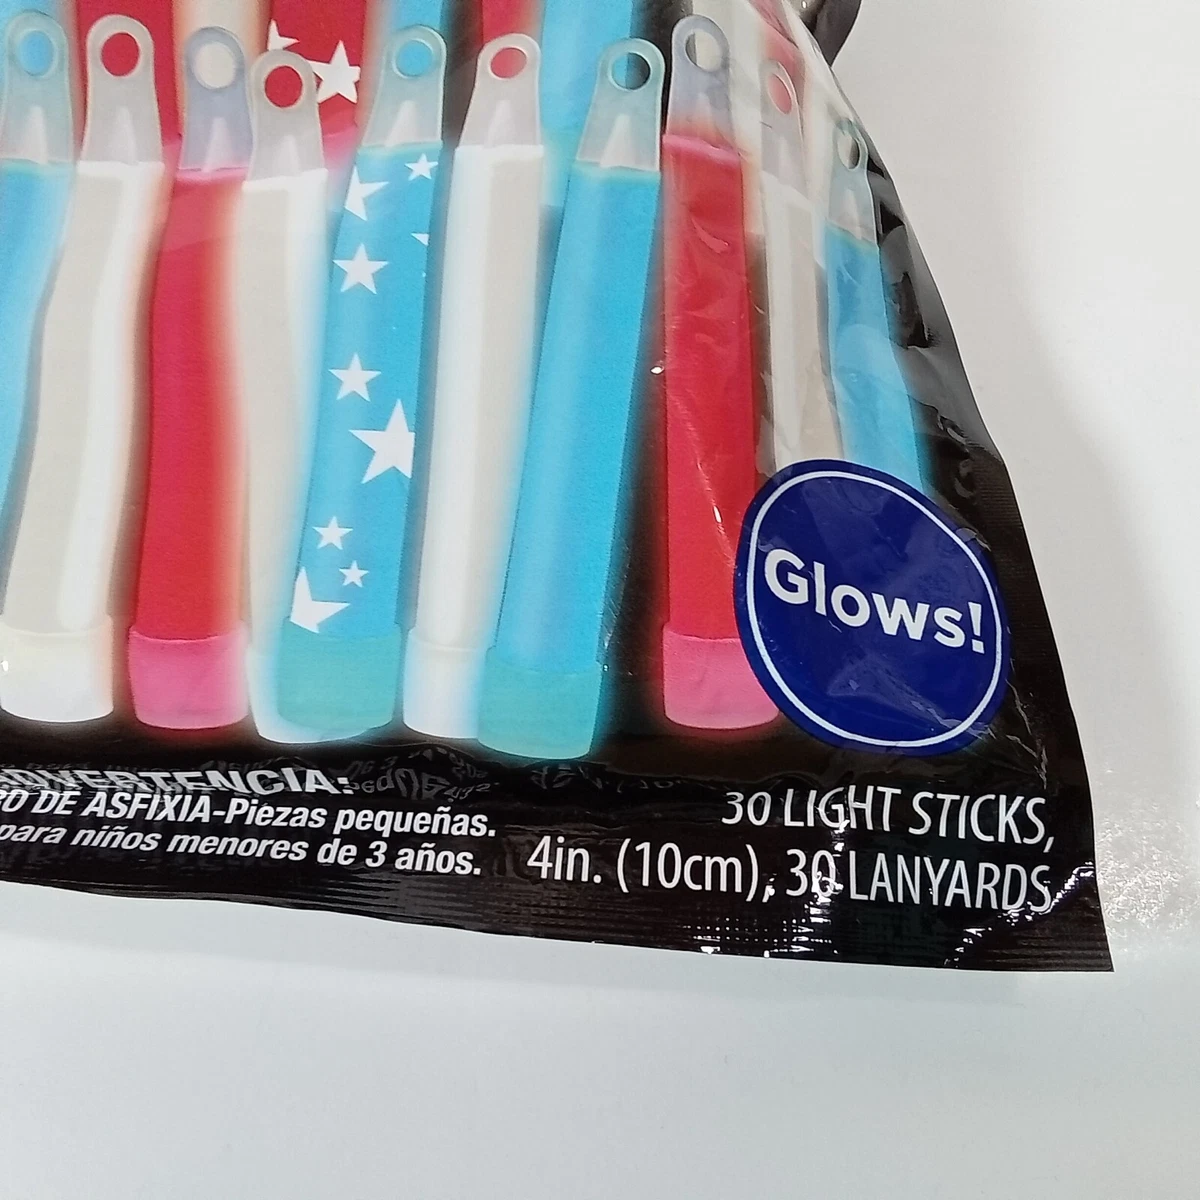 Glows!
ADVERTENCIA:
RO DE ASFIXIA-Piezas pequeñas.
para niños menores de 3 años.
30 LIGHT STICKS,
4in. (10cm), 30 LANYARDS